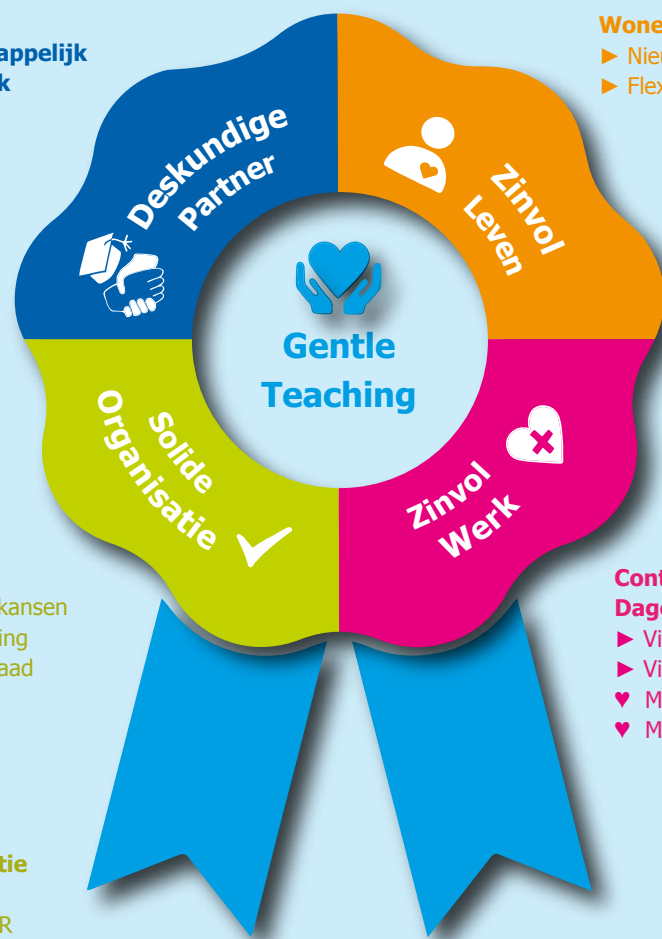 appelijk
k
Wone
► Nieu
► Flex
Deskundige
Partner
Zinvol
Leven
Gentle
Teaching
Solide
Organisatie
Zinvol
Werk
kansen
ing
aad
Cont
Dage
► Vi
► Vi
♥ M
♥ M
tie
R